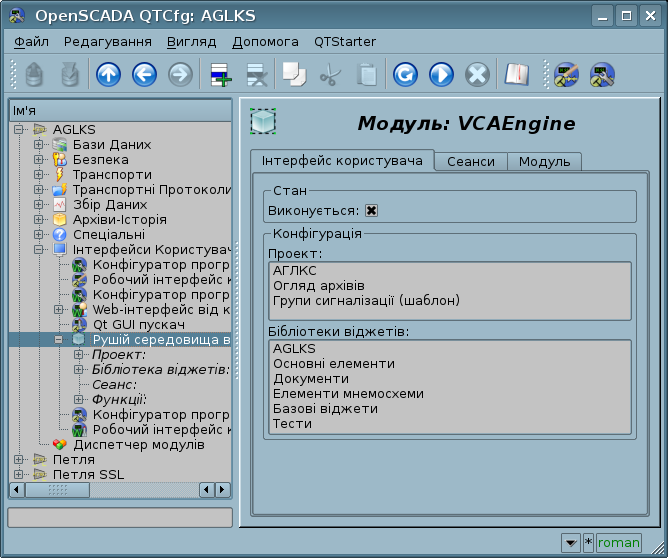 OpenSCADA QTCfg: AGLKS
Файл Редагування Вигляд Допомога QTStarter
Ім'я
AGLKS
Бази Даних
Безпека
Транспорти
Транспортні Протоколи
Збір Даних
Архіви-Історія
Спеціальні
Інтерфейси Користувач
Конфігуратор прогр
Робочий інтерфейс к
Конфігуратор прогр
Web-інтерфейс від к
Qt GUI пускач
Рушій середовища в
Проект:
Бібліотека віджетів:
Сеанс:
Функції:
Конфігуратор прогр
Робочий інтерфейс к
Диспетчер модулів
Петля
Петля SSL
Модуль: VCAEngine
Інтерфейс користувача Сеанси Модуль
Стан
Виконується:
Конфігурація
Проект:
АГЛКС
Огляд архівів
Групи сигналізації (шаблон)
Бібліотеки віджетів:
AGLKS
Основні елементи
Документи
Елементи мнемосхеми
Базові віджети
Тести
* roman